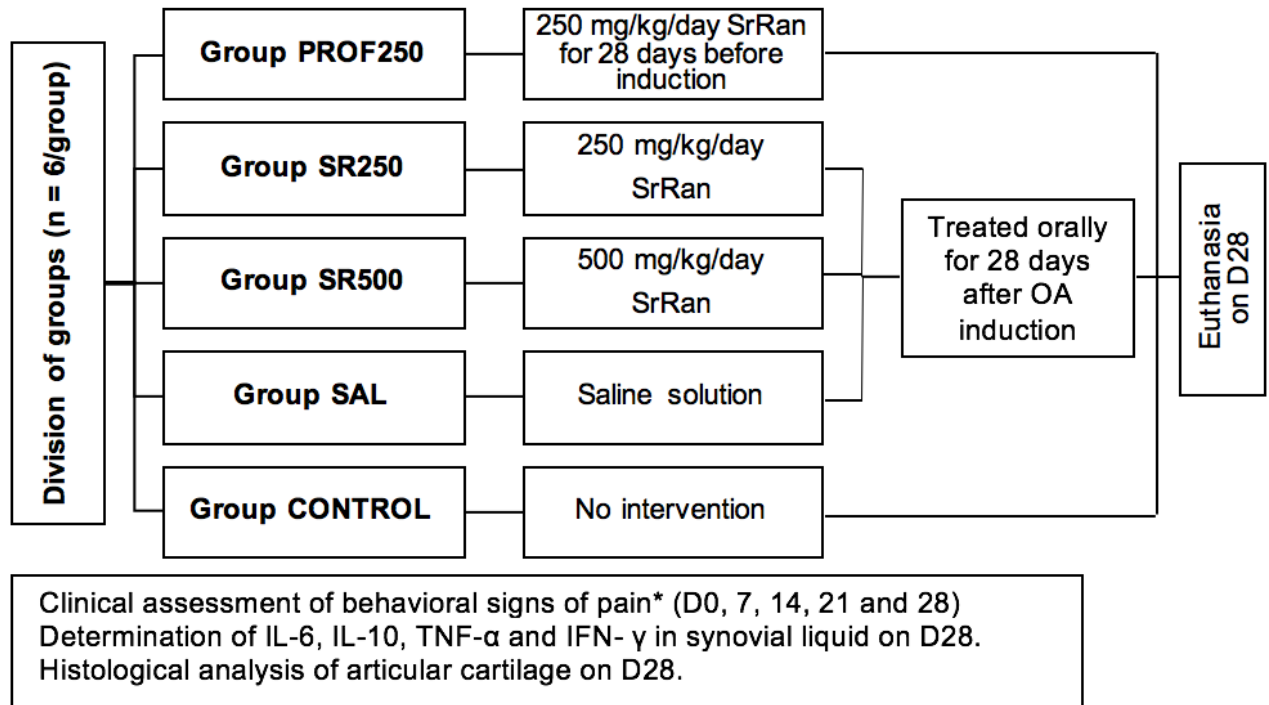 Division of groups (n = 6/group)
Group PROF250
250 mg/kg/day SrRan
for 28 days before
induction
Group SR250
250 mg/kg/day
SrRan
Group SR500
500 mg/kg/day
SrRan
Group SAL
Saline solution
Group CONTROL
No intervention
Treated orally
for 28 days
after OA
induction
Euthanasia
on D28
Clinical assessment of behavioral signs of pain* (D0, 7, 14, 21 and 28)
Determination of IL-6, IL-10, TNF-α and IFN- γ in synovial liquid on D28.
Histological analysis of articular cartilage on D28.